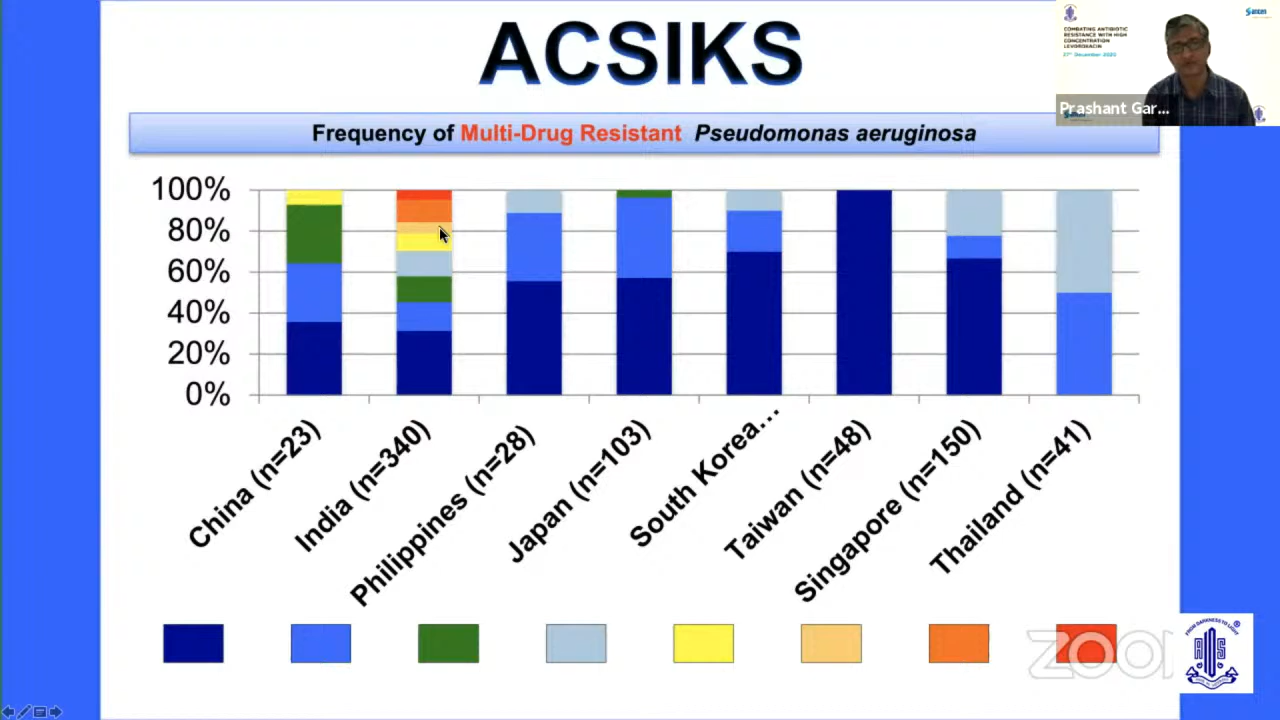 ACSIKS
COMBATING ANTIBIOTIC
RESISTANCE WITH HIGH
CONCENTRATION
LEVOFLOXACIN
Prashant Gar...
Frequency of Multi-Drug Resistant Pseudomonas aeruginosa
100%
80%
60%
40%
20%
0%
China (n=23)
India (n=340)
Philippines (n=28)
Japan (n=103)
South Korea...
Taiwan (n=48)
Singapore (n=150)
Thailand (n=41)
zoom